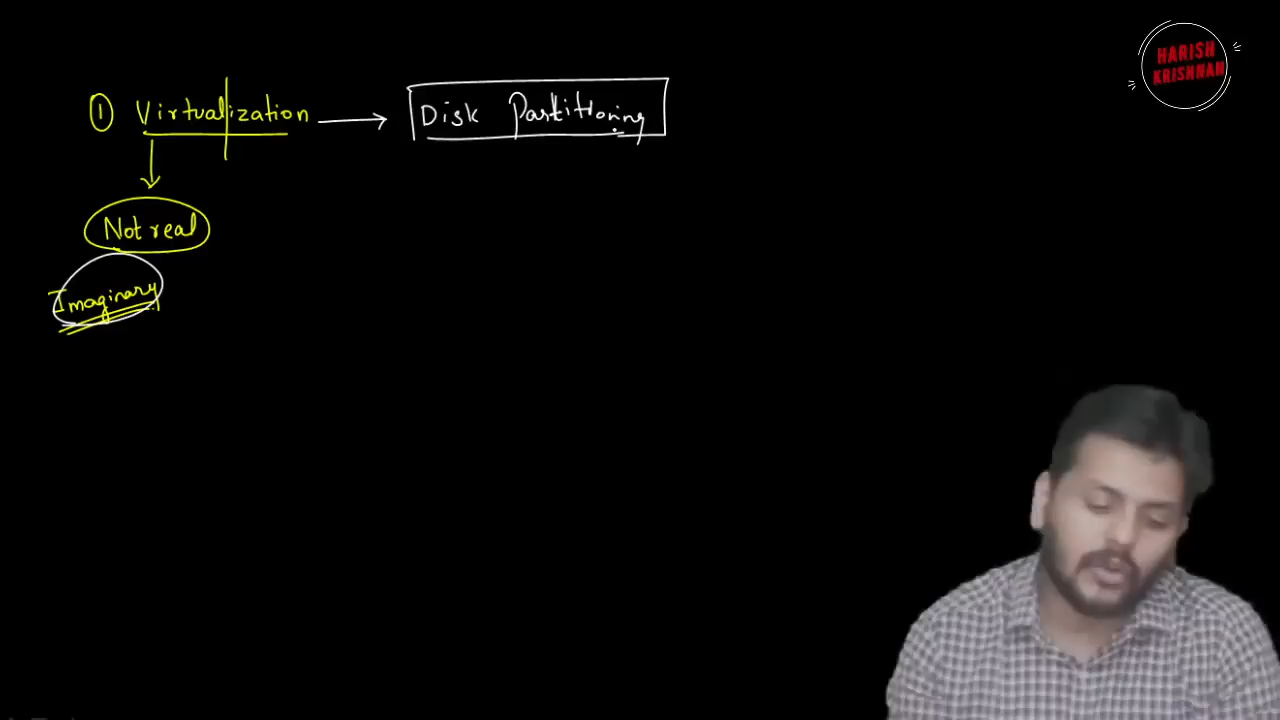 ① Virtualization → Disk Partitioning
Not real
Imaginary
HARISH
KRISHNAN